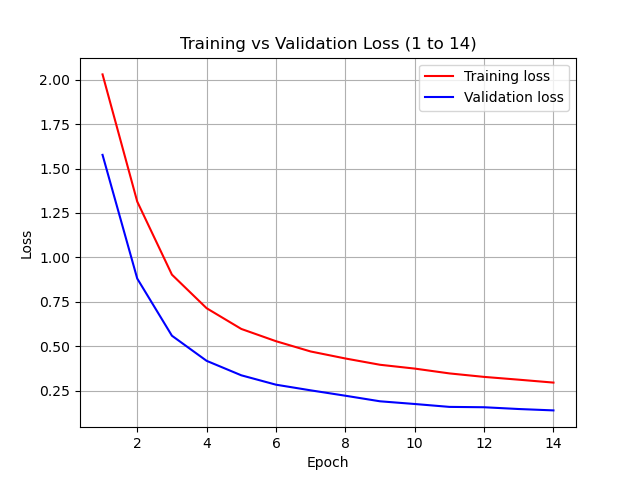 Training vs Validation Loss (1 to 14)
Training loss
Validation loss
2.00
1.75
1.50
1.25
1.00
0.75
0.50
0.25
Loss
2 4 6 8 10 12 14
Epoch